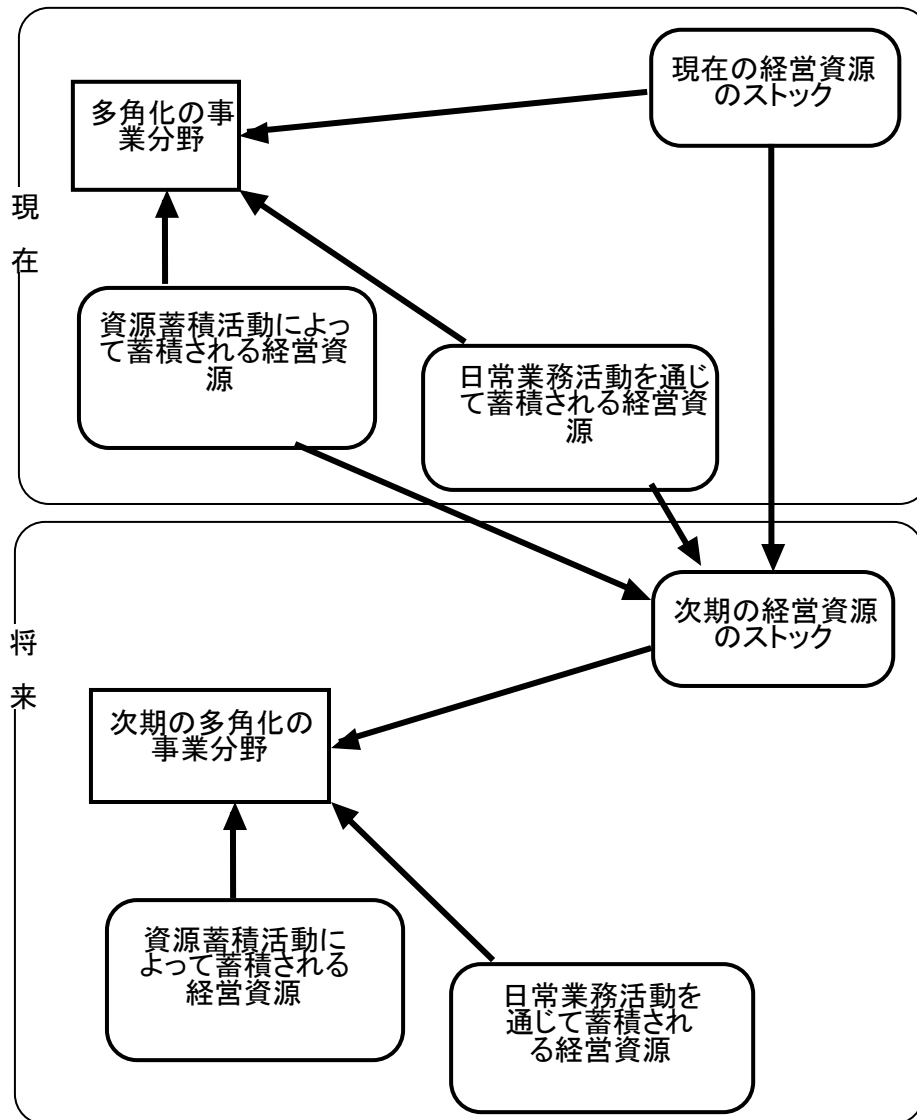 現在の経営資源
のストック
多角化の事
業分野
現
在
資源蓄積活動によっ
て蓄積される経営資
源
日常業務活動を通じ
て蓄積される経営資
源
次期の経営資源
のストック
将
来
次期の多角化の
事業分野
資源蓄積活動に
よって蓄積される
経営資源
日常業務活動を
通じて蓄積され
る経営資源